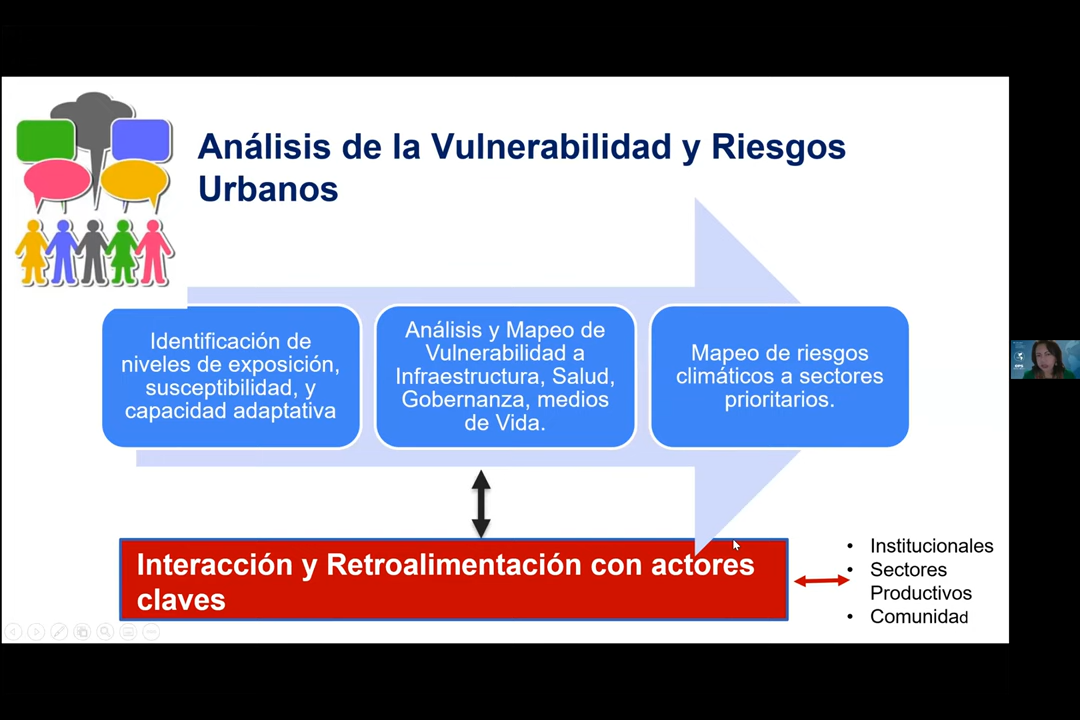 Análisis de la Vulnerabilidad y Riesgos
Urbanos
Identificación de
niveles de exposición,
susceptibilidad, y
capacidad adaptativa
Análisis y Mapeo de
Vulnerabilidad a
Infraestructura, Salud,
Gobernanza, medios
de Vida.
Mapeo de riesgos
climáticos a sectores
prioritarios.
Interacción y Retroalimentación con actores
claves
• Institucionales
• Sectores
Productivos
• Comunidad